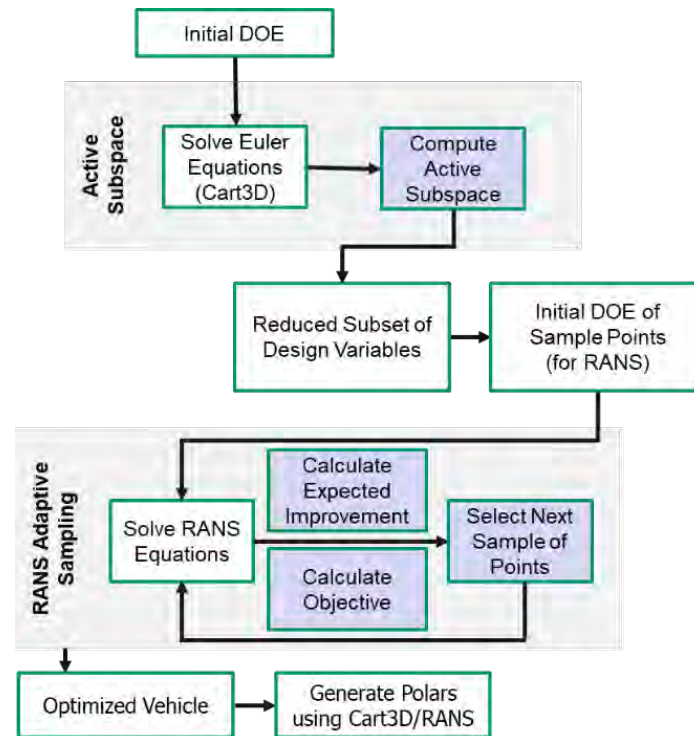 Initial DOE
Active
Subspace
Solve Euler
Equations
(Cart3D)
Compute
Active
Subspace
Reduced Subset of
Design Variables
Initial DOE of
Sample Points
(for RANS)
RANS Adaptive
Sampling
Solve RANS
Equations
Calculate
Expected
Improvement
Calculate
Objective
Select Next
Sample of
Points
Optimized Vehicle
Generate Polars
using Cart3D/RANS